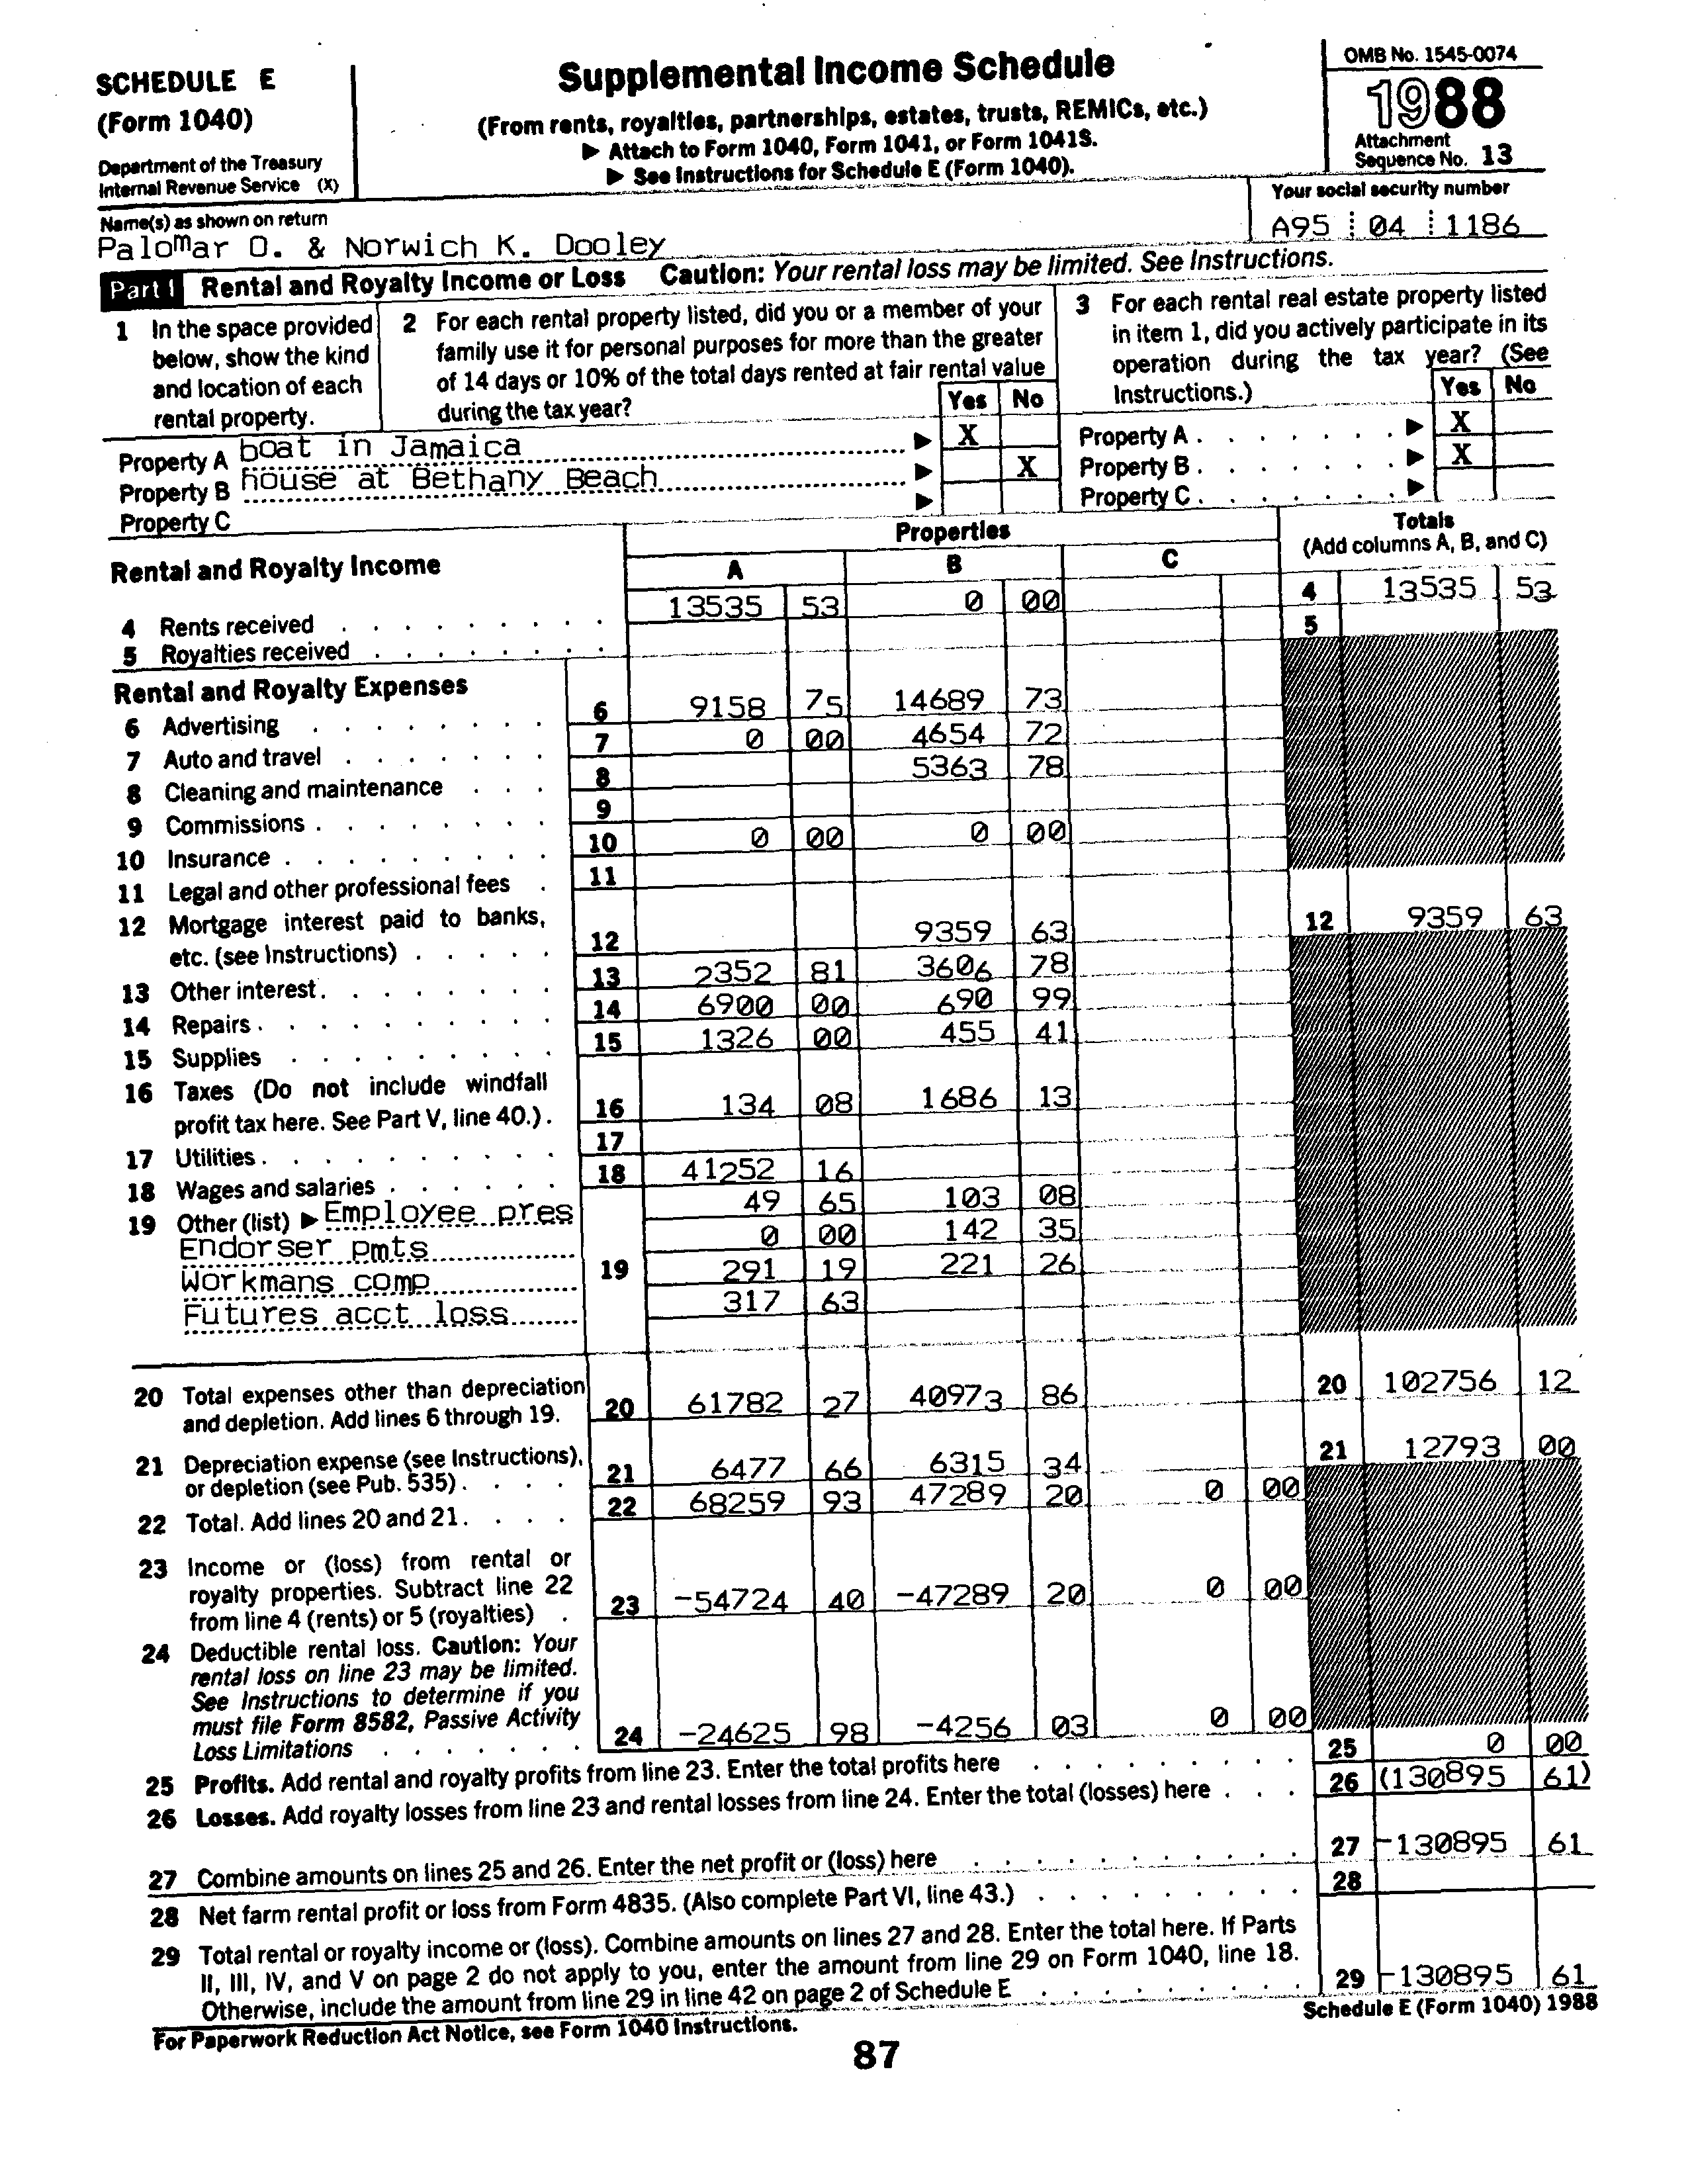 SCHEDULE E
(Form 1040)
Department of the Treasury
Internal Revenue Service (X)
Supplemental Income Schedule
(From rents, royalties, partnerships, estates, trusts, REMICs, etc.)
▶ Attach to Form 1040, Form 1041, or Form 1041S.
▶ See Instructions for Schedule E (Form 1040).
OMB No. 1545-0074
1988
Attachment
Sequence No. 13
Name(s) as shown on return
Palomar O. & Norwich K. Dooley
Your social security number
A95 04 1186
Part I Rental and Royalty Income or Loss Caution: Your rental loss may be limited. See Instructions.
1 In the space provided
below, show the kind
and location of each
rental property.
2 For each rental property listed, did you or a member of your
family use it for personal purposes for more than the greater
of 14 days or 10% of the total days rented at fair rental value
during the tax year?
Yes No
3 For each rental real estate property listed
in item 1, did you actively participate in its
operation during the tax year? (See
Instructions.)
Yes No
Property A boat in Jamaica ▶ X
Property B house at Bethany Beach ▶ X
Property C ▶
Property A ▶ X
Property B ▶ X
Property C ▶
Rental and Royalty Income
Properties
A B C
Totals
(Add columns A, B, and C)
4 Rents received 13535 53 0 00 4 13535 53
5 Royalties received 5
Rental and Royalty Expenses
6 Advertising 6 9158 75 14689 73
7 Auto and travel 7 0 00 4654 72
8 Cleaning and maintenance 8 5363 78
9 Commissions 9
10 Insurance 10 0 00 0 00
11 Legal and other professional fees 11
12 Mortgage interest paid to banks,
etc. (see Instructions) 12 9359 63 12 9359 63
13 Other interest 13 2352 81 3606 78
14 Repairs 14 6900 00 690 99
15 Supplies 15 1326 00 455 41
16 Taxes (Do not include windfall
profit tax here. See Part V, line 40.) 16 134 08 1686 13
17 Utilities 17
18 Wages and salaries 18 41252 16
19 Other (list) ▶ Employee pres 49 65 103 08
Endorser pmts 0 00 142 35
Workmans comp 19 291 19 221 26
Futures acct loss 317 63
20 Total expenses other than depreciation
and depletion. Add lines 6 through 19. 20 61782 27 40973 86 20 102756 12
21 Depreciation expense (see Instructions),
or depletion (see Pub. 535) 21 6477 66 6315 34 21 12793 00
22 Total. Add lines 20 and 21. 22 68259 93 47289 20 0 00
23 Income or (loss) from rental or
royalty properties. Subtract line 22
from line 4 (rents) or 5 (royalties) 23 -54724 40 -47289 20 0 00
24 Deductible rental loss. Caution: Your
rental loss on line 23 may be limited.
See Instructions to determine if you
must file Form 8582, Passive Activity
Loss Limitations 24 -24625 98 -4256 03 0 00
25 Profits. Add rental and royalty profits from line 23. Enter the total profits here 25 0 00
26 Losses. Add royalty losses from line 23 and rental losses from line 24. Enter the total (losses) here 26 (130895 61)
27 Combine amounts on lines 25 and 26. Enter the net profit or (loss) here 27 -130895 61
28 Net farm rental profit or loss from Form 4835. (Also complete Part VI, line 43.) 28
29 Total rental or royalty income or (loss). Combine amounts on lines 27 and 28. Enter the total here. If Parts
II, III, IV, and V on page 2 do not apply to you, enter the amount from line 29 on Form 1040, line 18.
Otherwise, include the amount from line 29 in line 42 on page 2 of Schedule E 29 -130895 61
For Paperwork Reduction Act Notice, see Form 1040 Instructions.
Schedule E (Form 1040) 1988
87